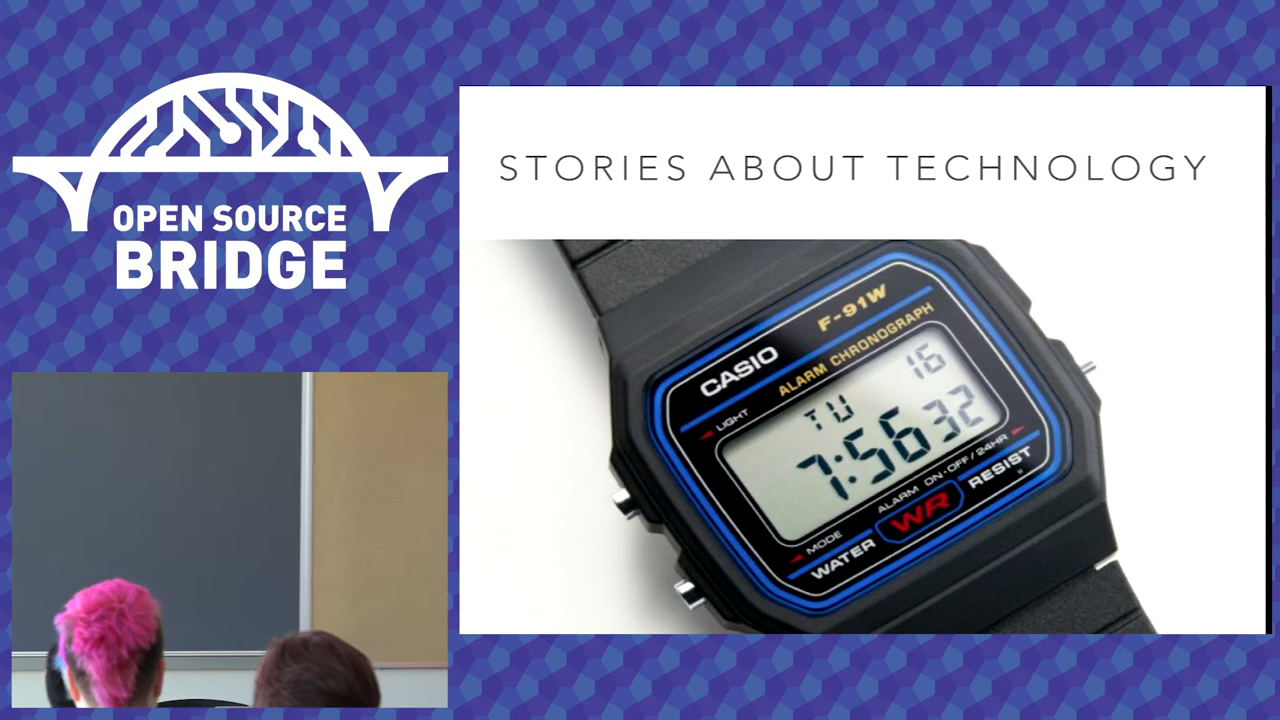 OPEN SOURCE
BRIDGE
STORIES ABOUT TECHNOLOGY
F-91W
CASIO
ALARM CHRONOGRAPH
LIGHT
TU 16
7:56 32
ALARM ON·OFF/24HR
MODE
WR
WATER RESIST